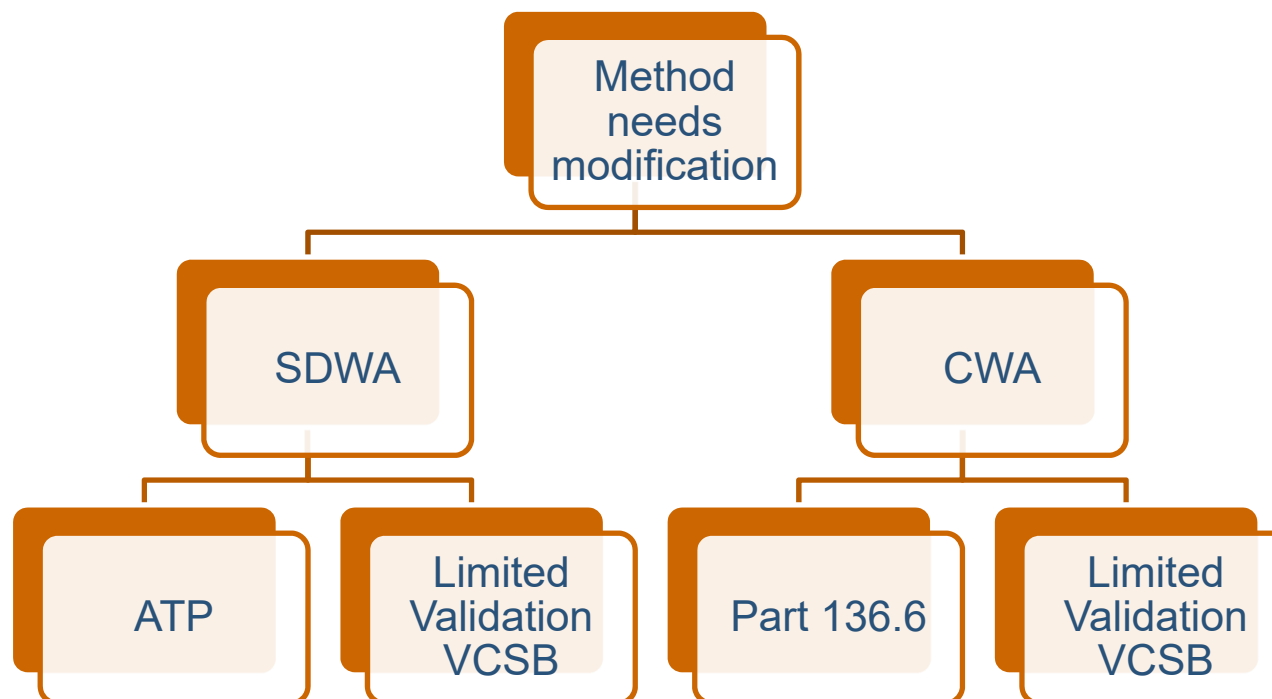 Method
needs
modification
SDWA
CWA
ATP
Limited
Validation
VCSB
Part 136.6
Limited
Validation
VCSB